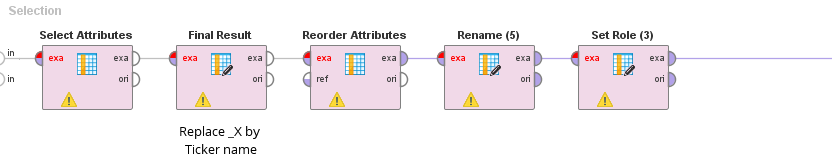 Selection
Select Attributes
Final Result
Reorder Attributes
Rename (5)
Set Role (3)
in
exa
exa
exa
exa
exa
exa
exa
exa
exa
exa
in
ori
ori
ref
ori
ori
ori
Replace _X by
Ticker name